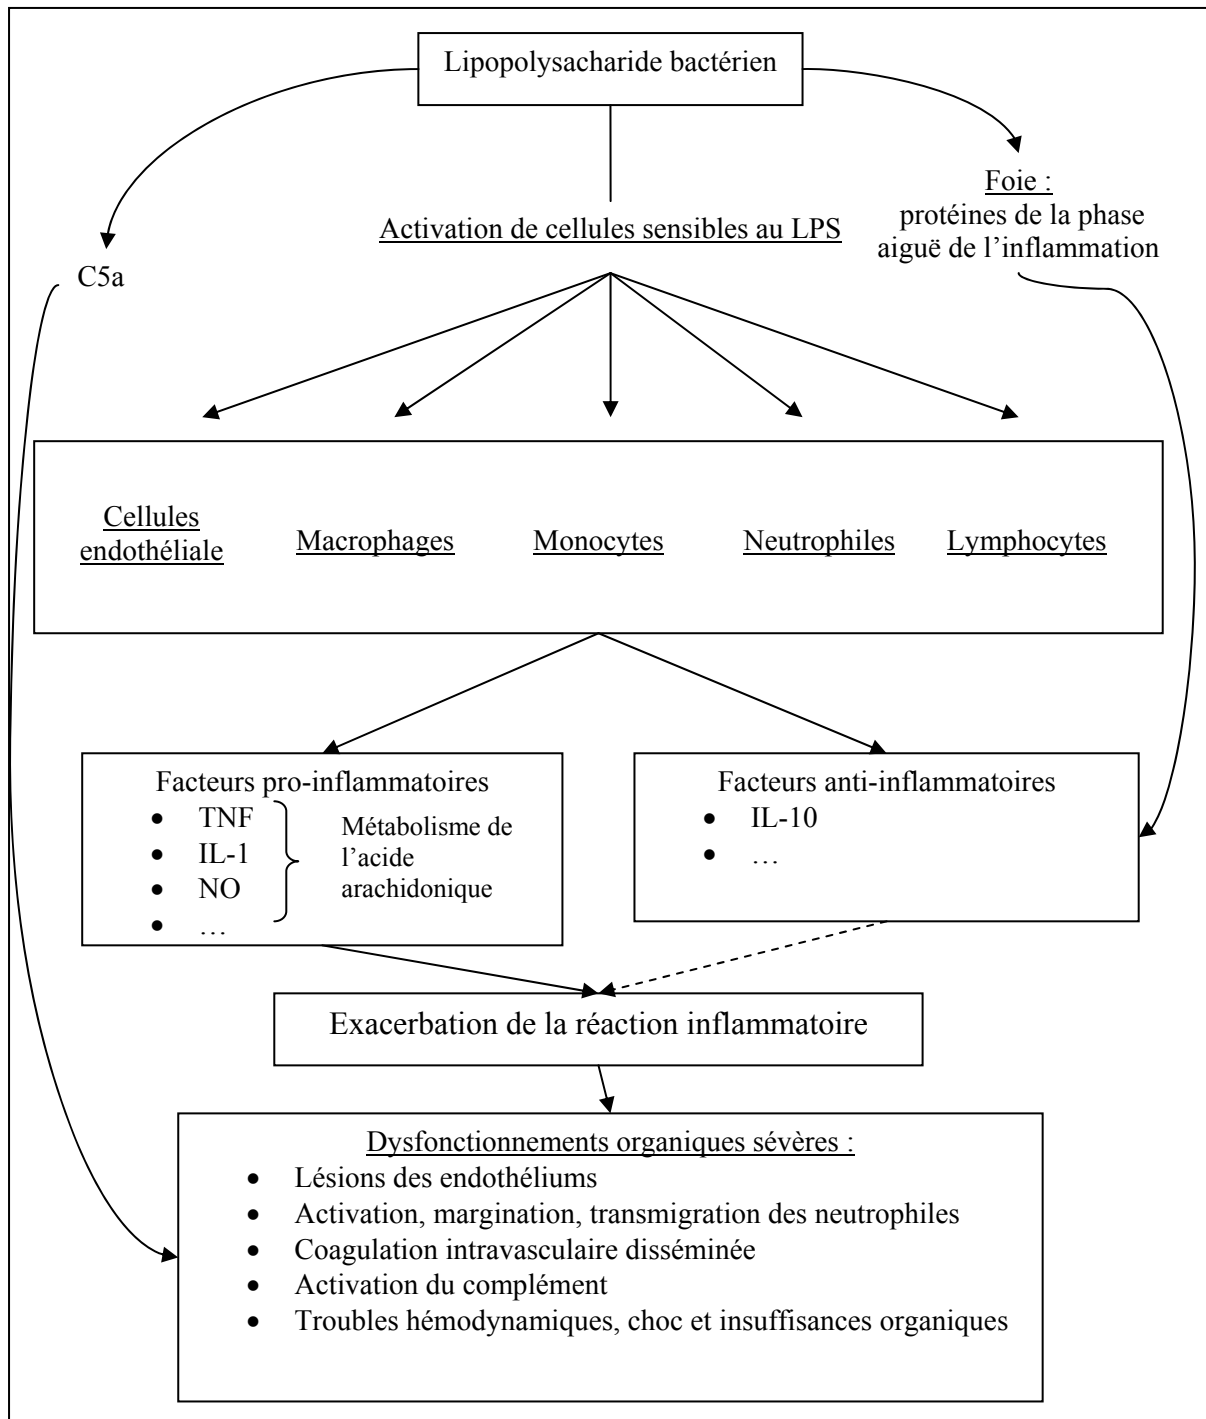 Lipopolysacharide bactérien
Foie :
protéines de la phase
aiguë de l’inflammation
Activation de cellules sensibles au LPS
C5a
Cellules
endothéliale
Macrophages
Monocytes
Neutrophiles
Lymphocytes
Facteurs pro-inflammatoires
• TNF
• IL-1
• NO
• …
Métabolisme de
l’acide
arachidonique
Facteurs anti-inflammatoires
• IL-10
• …
Exacerbation de la réaction inflammatoire
Dysfonctionnements organiques sévères :
• Lésions des endothéliums
• Activation, margination, transmigration des neutrophiles
• Coagulation intravasculaire disséminée
• Activation du complément
• Troubles hémodynamiques, choc et insuffisances organiques